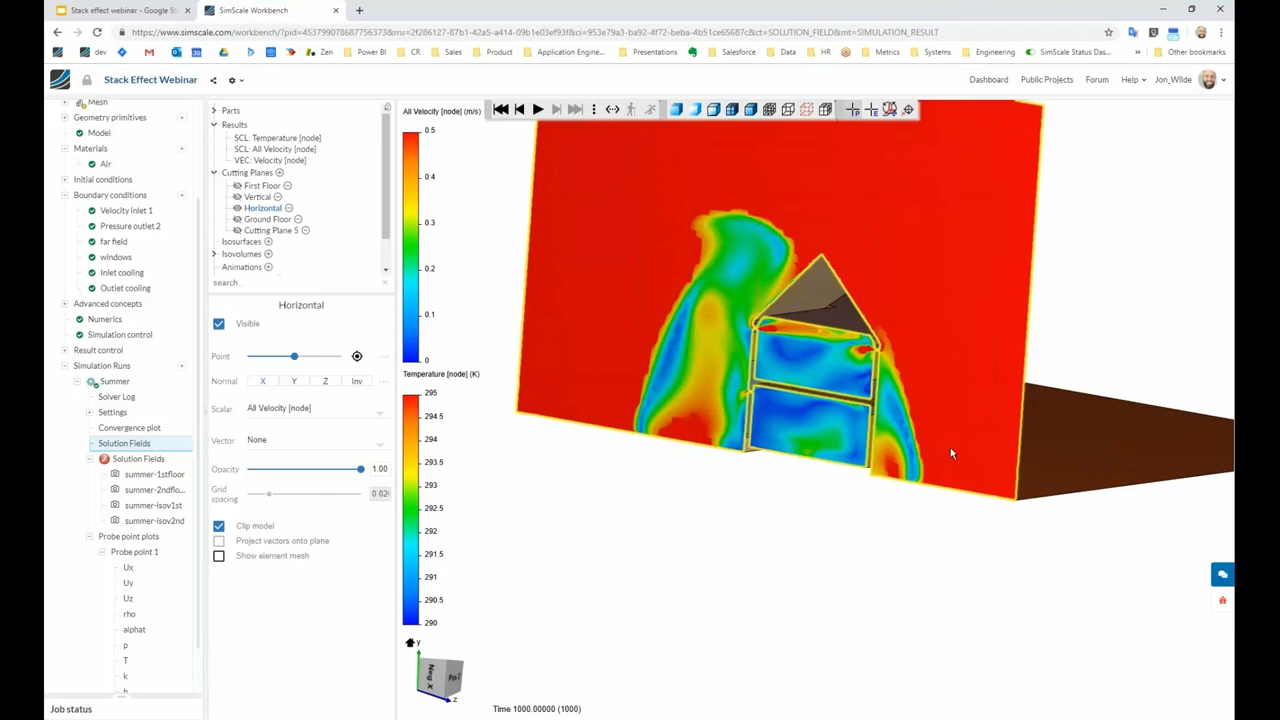 Stack effect webinar - Google S
SimScale Workbench
https://www.simscale.com/workbench/?pid=4537990786877568373&rru=2f286127-87b1-42a5-a414-09b1e0f3118e&ci=953e79a3-ba92-4f72-beba-4b51ce65687c&ct=SOLUTION_FIELD&mt=SIMULATION_RESULT
dev
Gmail
Calendar
Maps
Zen
Power BI
CR
Sales
Product
Application Engine...
Presentations
Salesforce
Data
HR
Metrics
Systems
Engineering
SimScale Status Das...
»
Other bookmarks
Stack Effect Webinar
Dashboard
Public Projects
Forum
Help
Jon_Wilde
Mesh
Geometry primitives
Model
Materials
Air
Initial conditions
Boundary conditions
Velocity inlet 1
Pressure outlet 2
far field
windows
Inlet cooling
Outlet cooling
Advanced concepts
Numerics
Simulation control
Result control
Simulation Runs
Summer
Solver Log
Settings
Convergence plot
Solution Fields
Solution Fields
summer-1stfloor
summer-2ndflo...
summer-isov1st
summer-isov2nd
Probe point plots
Probe point 1
Ux
Uy
Uz
rho
alphat
p
T
k
Job status
Parts
Results
SCL: Temperature [node]
SCL: All Velocity [node]
VEC: Velocity [node]
Cutting Planes
First Floor
Vertical
Horizontal
Ground Floor
Cutting Plane 5
Isosurfaces
Isovolumes
Animations
search...
Horizontal
Visible
Point
Normal
X
Y
Z
Inv
Scalar
All Velocity [node]
Vector
None
Opacity
1.00
Grid
spacing
0.02
Clip model
Project vectors onto plane
Show element mesh
All Velocity [node] (m/s)
0.5
0.4
0.3
0.2
0.1
0
Temperature [node] (K)
295
294.5
294
293.5
293
292.5
292
291.5
291
290.5
290
y
Neg X
Pos Z
z
Time 1000.00000 (1000)